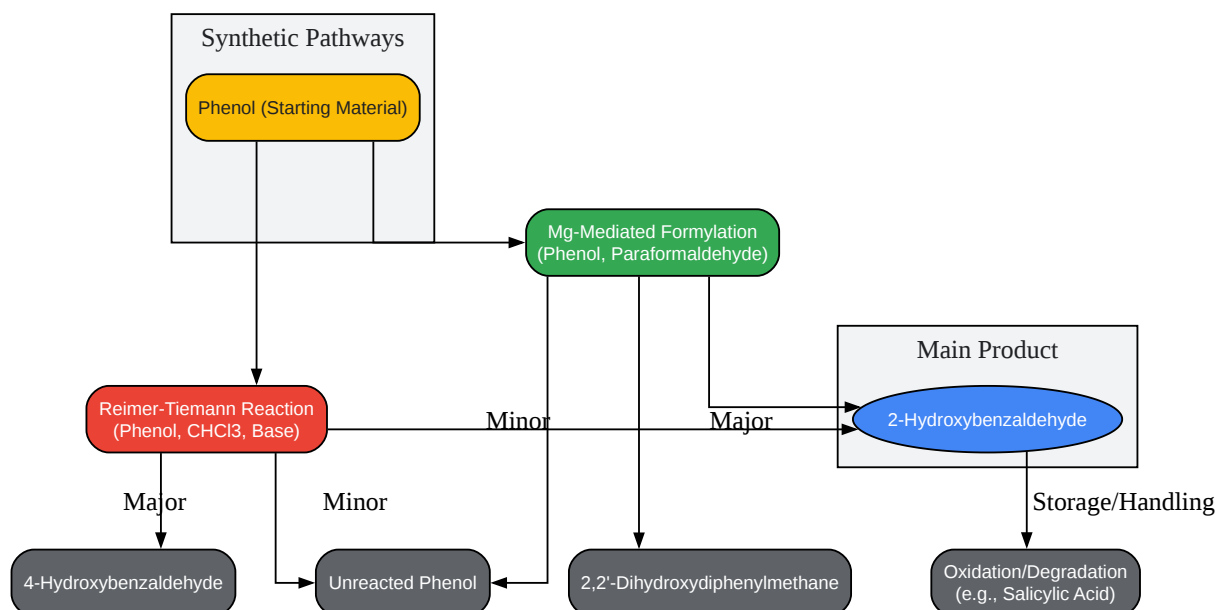 Synthetic Pathways
Phenol (Starting Material)
Mg-Mediated Formylation
(Phenol, Paraformaldehyde)
Main Product
2-Hydroxybenzaldehyde
Reimer-Tiemann Reaction
(Phenol, CHCl3, Base)
Minor
Major
Major
Minor
Storage/Handling
4-Hydroxybenzaldehyde
Unreacted Phenol
2,2'-Dihydroxydiphenylmethane
Oxidation/Degradation
(e.g., Salicylic Acid)